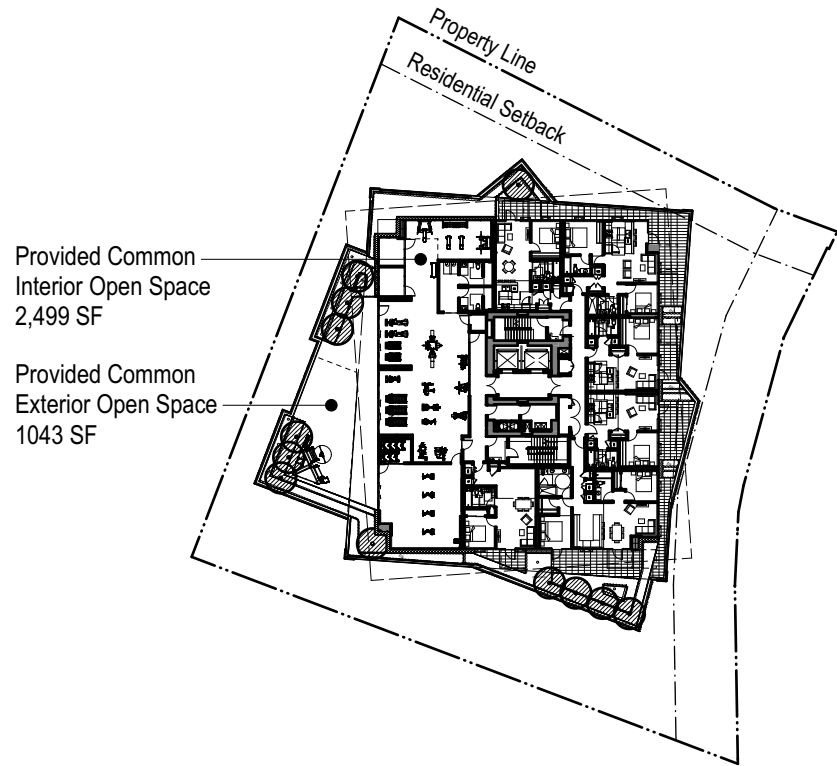 Property Line
Residential Setback
Provided Common
Interior Open Space
2,499 SF
Provided Common
Exterior Open Space
1043 SF